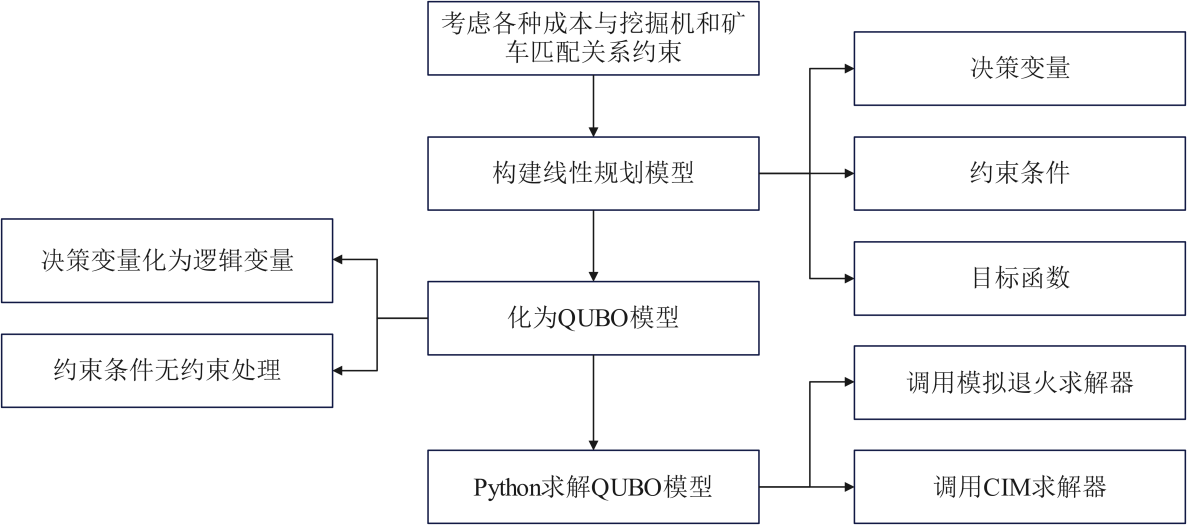 考虑各种成本与挖掘机和矿
车匹配关系约束
决策变量
构建线性规划模型
约束条件
目标函数
决策变量化为逻辑变量
化为QUBO模型
约束条件无约束处理
调用模拟退火求解器
Python求解QUBO模型
调用CIM求解器